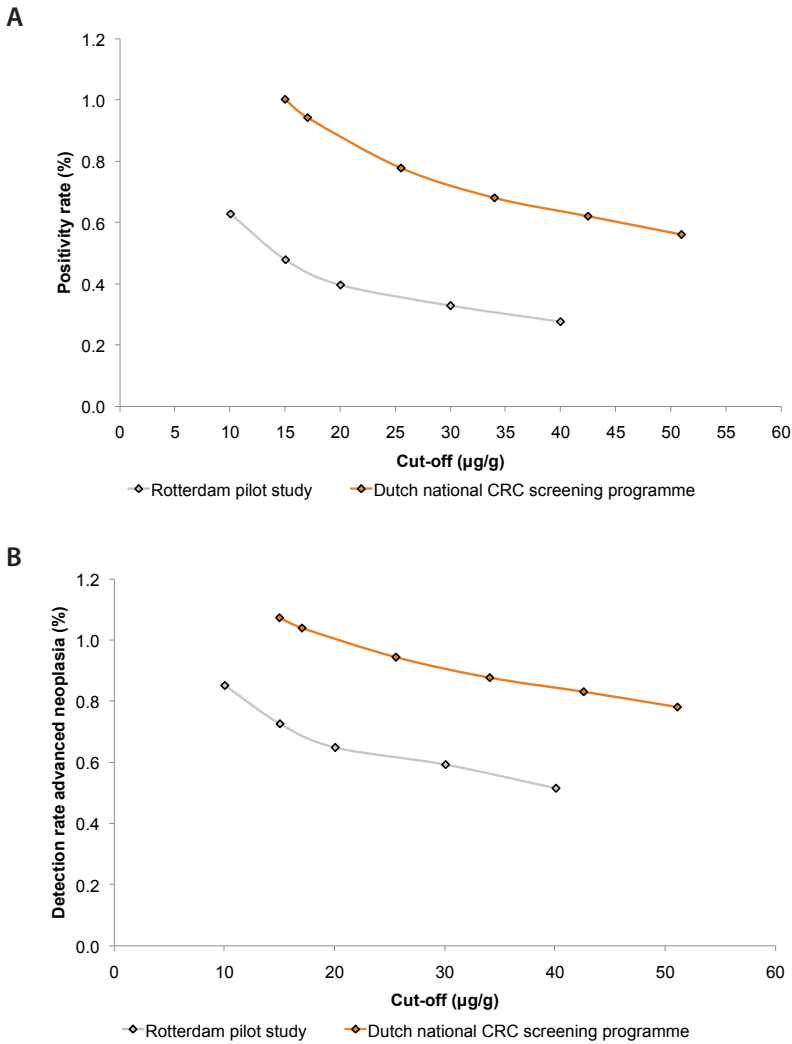 A
Positivity rate (%)
1.2
1.0
0.8
0.6
0.4
0.2
0.0
0 5 10 15 20 25 30 35 40 45 50 55 60
Cut-off (µg/g)
Rotterdam pilot study Dutch national CRC screening programme
B
Detection rate advanced neoplasia (%)
1.2
1.0
0.8
0.6
0.4
0.2
0.0
0 10 20 30 40 50 60
Cut-off (µg/g)
Rotterdam pilot study Dutch national CRC screening programme